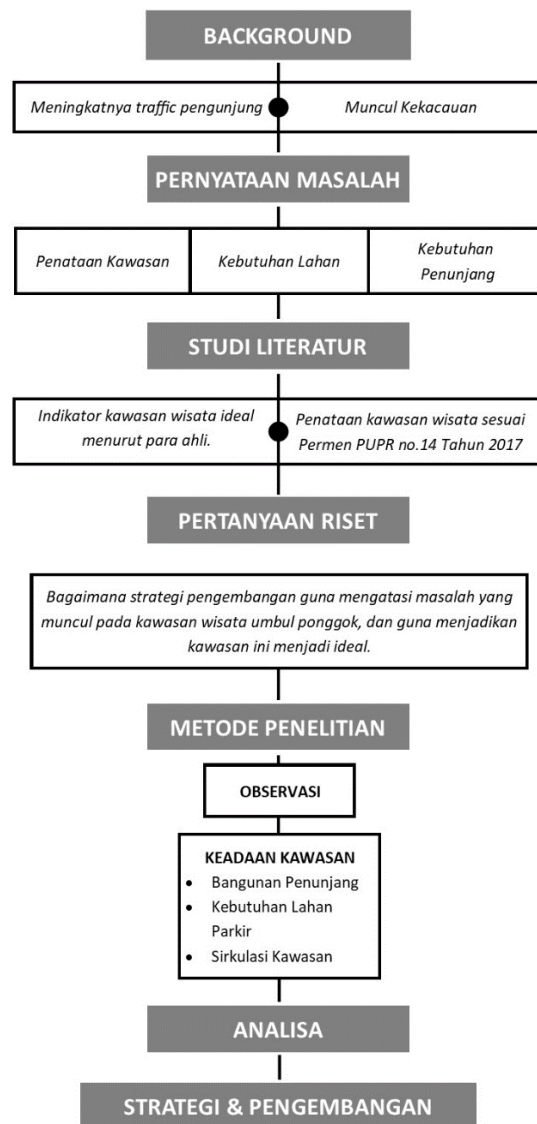 BACKGROUND
Meningkatnya traffic pengunjung
Muncul Kekacauan
PERNYATAAN MASALAH
Penataan Kawasan
Kebutuhan Lahan
Kebutuhan
Penunjang
STUDI LITERATUR
Indikator kawasan wisata ideal
menurut para ahli.
Penataan kawasan wisata sesuai
Permen PUPR no.14 Tahun 2017
PERTANYAAN RISET
Bagaimana strategi pengembangan guna mengatasi masalah yang
muncul pada kawasan wisata umbul ponggok, dan guna menjadikan
kawasan ini menjadi ideal.
METODE PENELITIAN
OBSERVASI
KEADAAN KAWASAN
• Bangunan Penunjang
• Kebutuhan Lahan
Parkir
• Sirkulasi Kawasan
ANALISA
STRATEGI & PENGEMBANGAN